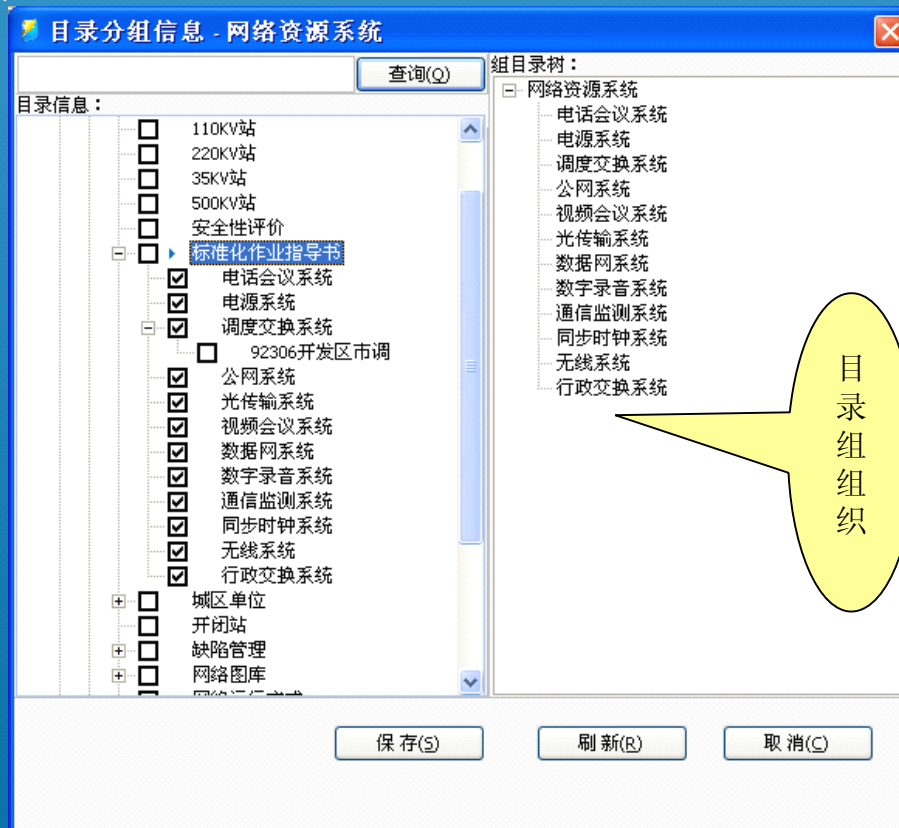 目录分组信息 - 网络资源系统
查询(Q)
目录信息：
110KV站
220KV站
35KV站
500KV站
安全性评价
标准化作业指导书
电话会议系统
电源系统
调度交换系统
92306开发区市调
公网系统
光传输系统
视频会议系统
数据网系统
数字录音系统
通信监测系统
同步时钟系统
无线系统
行政交换系统
城区单位
开闭站
缺陷管理
网络图库
组目录树：
网络资源系统
电话会议系统
电源系统
调度交换系统
公网系统
视频会议系统
光传输系统
数据网系统
数字录音系统
通信监测系统
同步时钟系统
无线系统
行政交换系统
目录组组织
保存(S)
刷新(R)
取消(C)